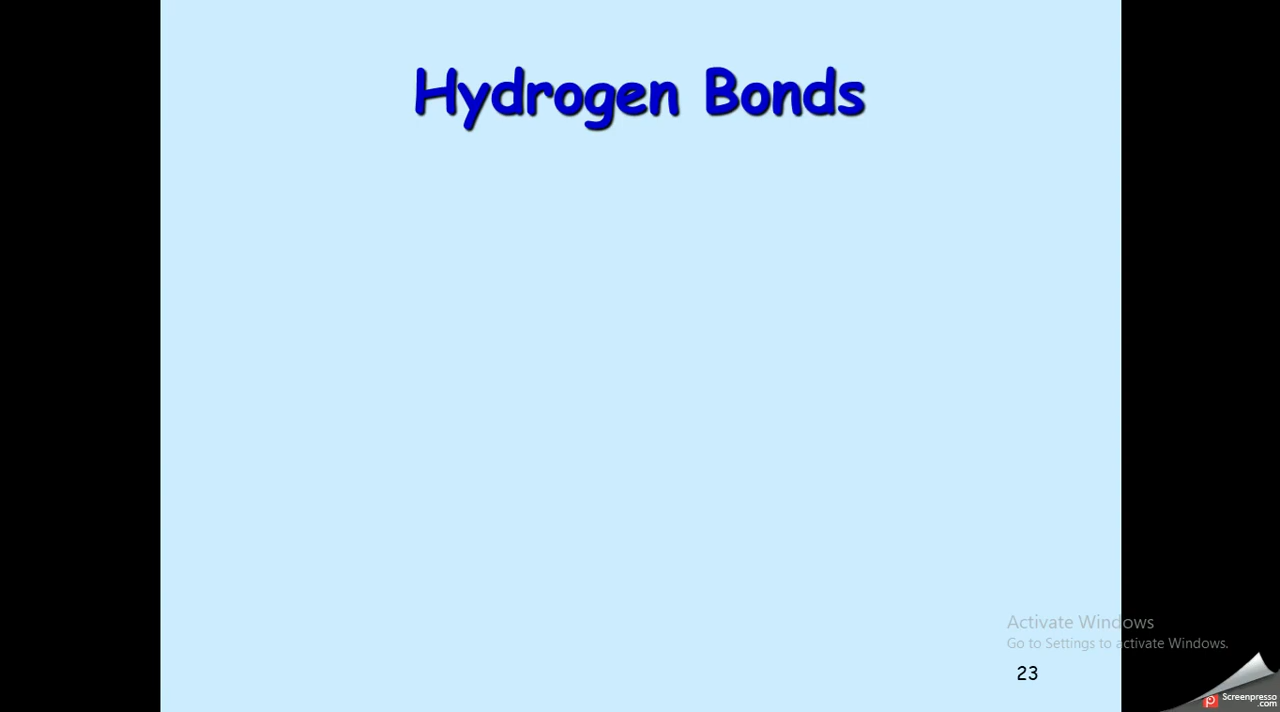 Hydrogen Bonds
Activate Windows
Go to Settings to activate Windows.
23
Screenpresso
.com